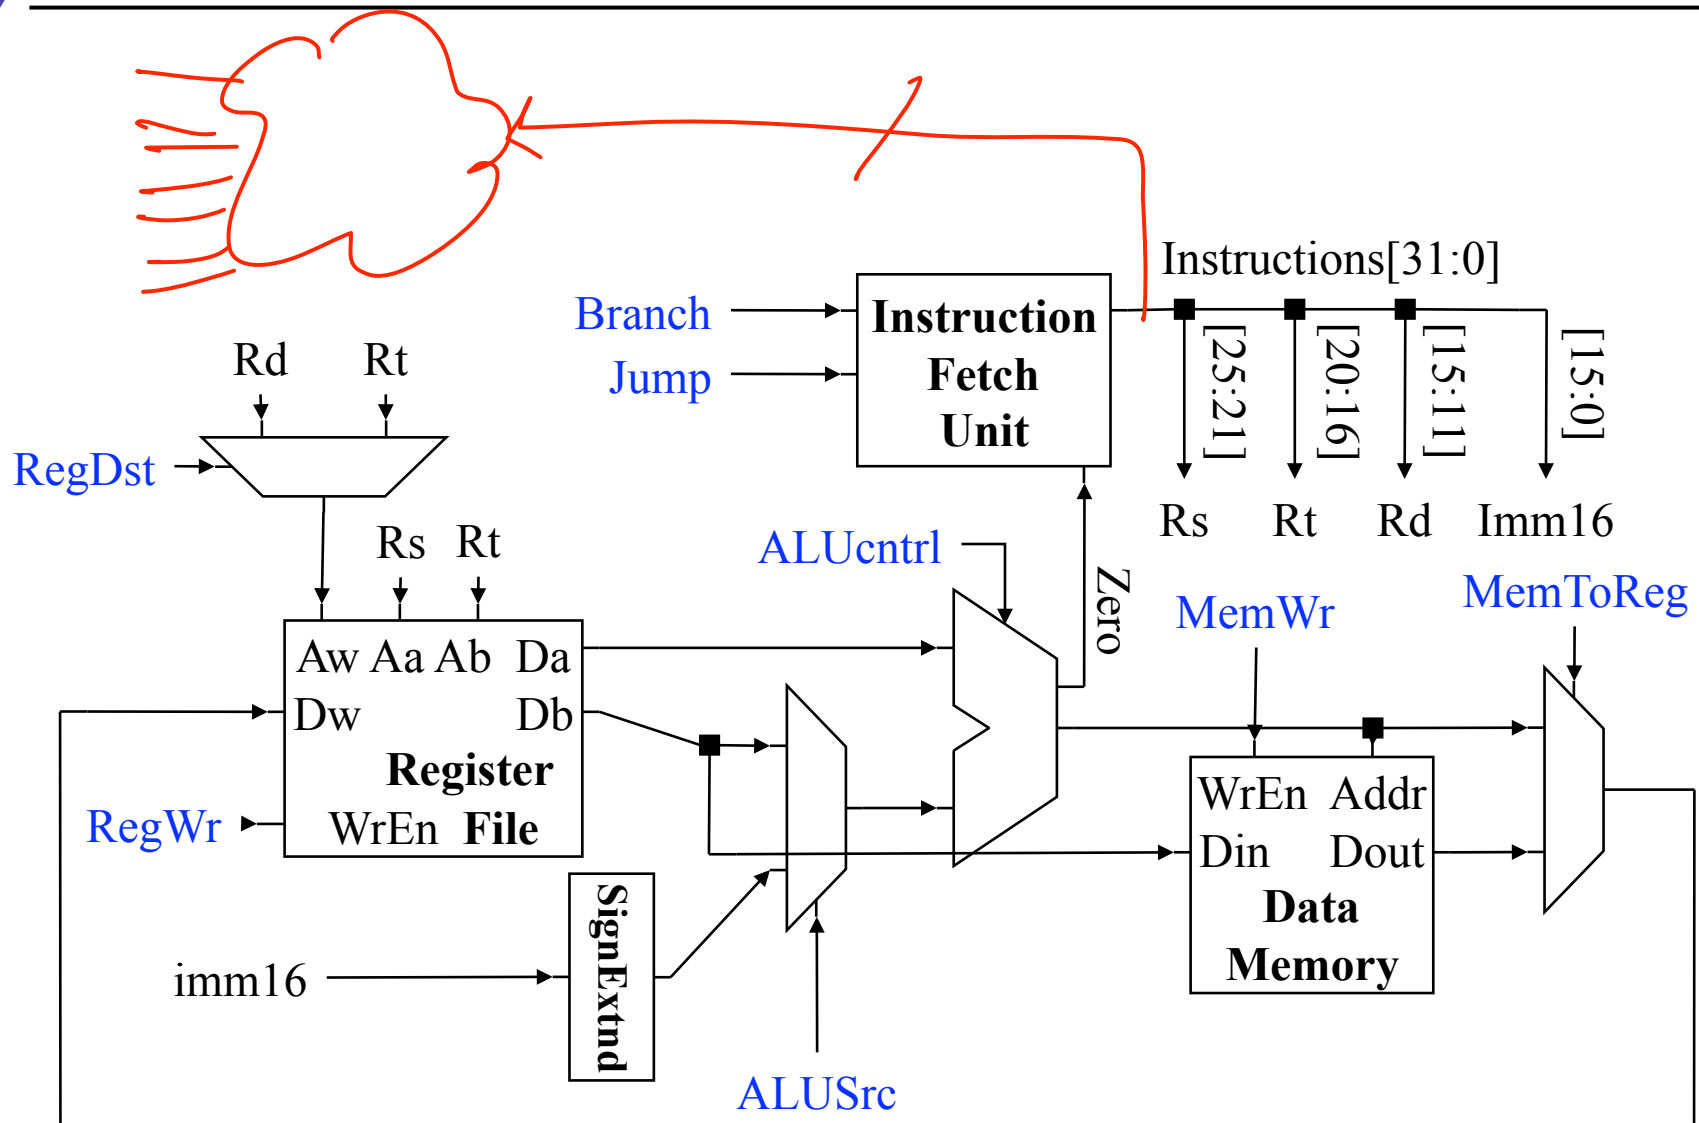 Instructions[31:0]
Branch
Jump
Instruction
Fetch
Unit
[25:21]
[20:16]
[15:11]
[15:0]
Rd Rt
RegDst
Rs Rt Rd Imm16
Rs Rt
ALUcntrl
Zero
MemWr
MemToReg
Aw Aa Ab Da
Dw Db
Register
WrEn File
RegWr
WrEn Addr
Din Dout
Data
Memory
SignExtnd
imm16
ALUSrc